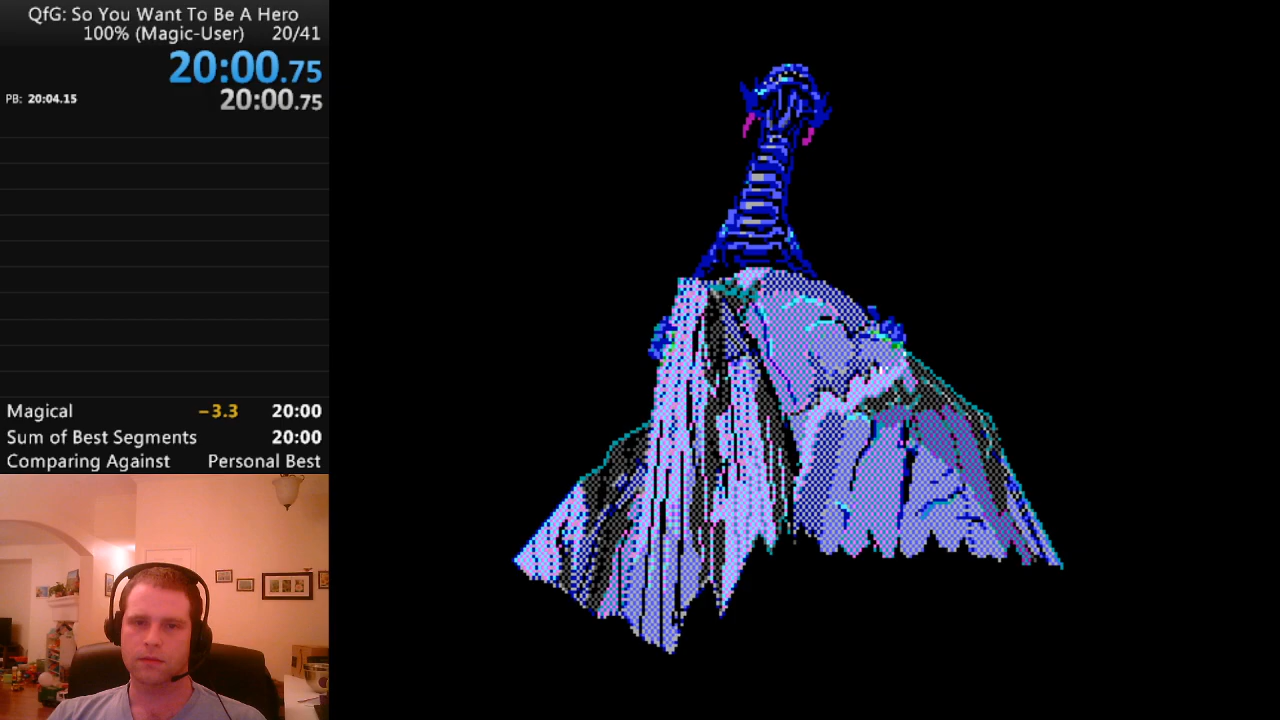 QfG: So You Want To Be A Hero
100% (Magic-User) 20/41
20:00.75
PB: 20:04.15 20:00.75
Magical -3.3 20:00
Sum of Best Segments 20:00
Comparing Against Personal Best